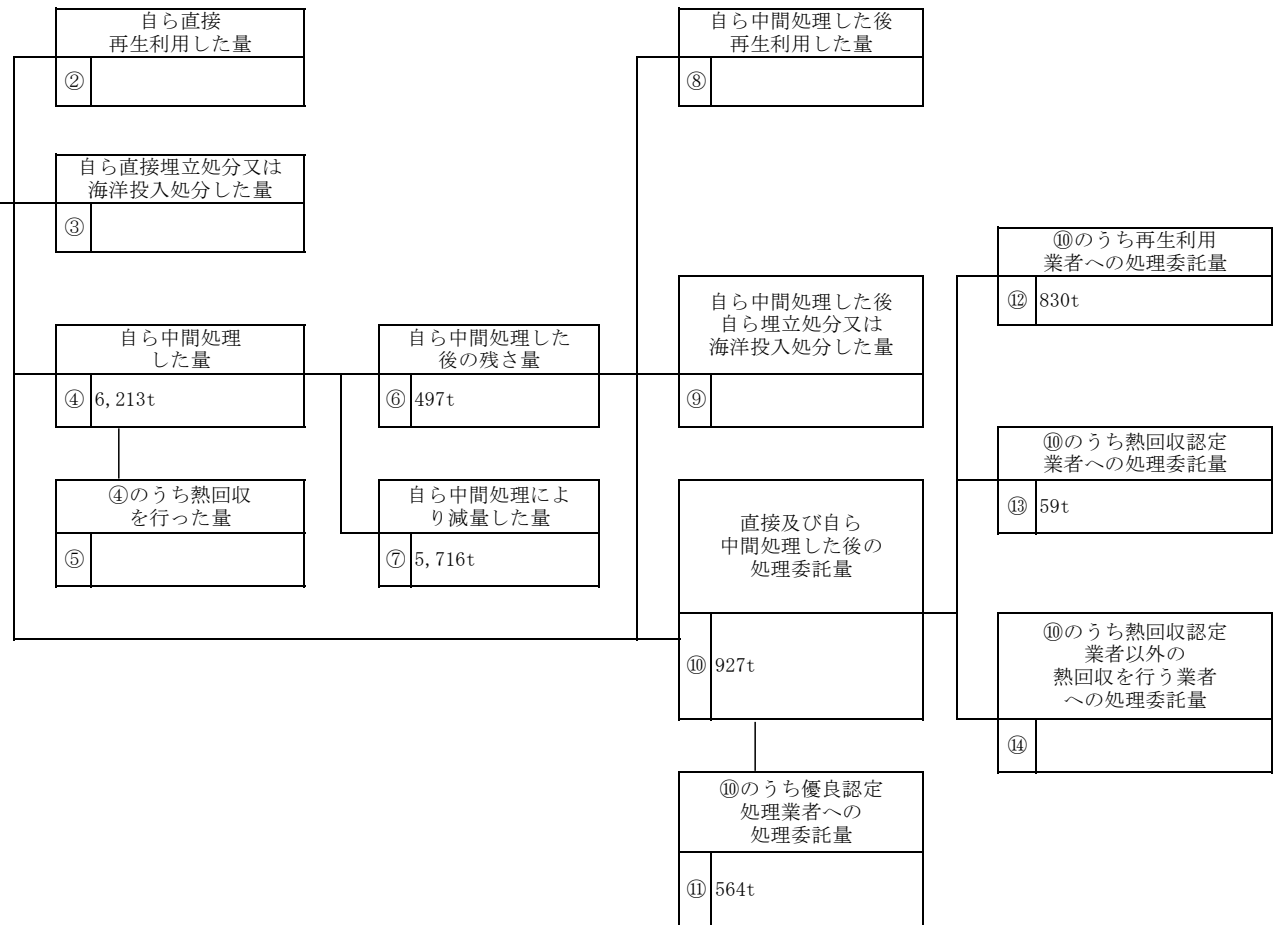 自ら直接
再生利用した量
②
自ら中間処理した後
再生利用した量
⑧
自ら直接埋立処分又は
海洋投入処分した量
③
⑩のうち再生利用
業者への処理委託量
⑫ 830t
自ら中間処理
した量
④ 6,213t
自ら中間処理した
後の残さ量
⑥ 497t
自ら中間処理した後
自ら埋立処分又は
海洋投入処分した量
⑨
⑩のうち熱回収認定
業者への処理委託量
⑬ 59t
④のうち熱回収
を行った量
⑤
自ら中間処理によ
り減量した量
⑦ 5,716t
直接及び自ら
中間処理した後の
処理委託量
⑩ 927t
⑩のうち熱回収認定
業者以外の
熱回収を行う業者
への処理委託量
⑭
⑩のうち優良認定
処理業者への
処理委託量
⑪ 564t